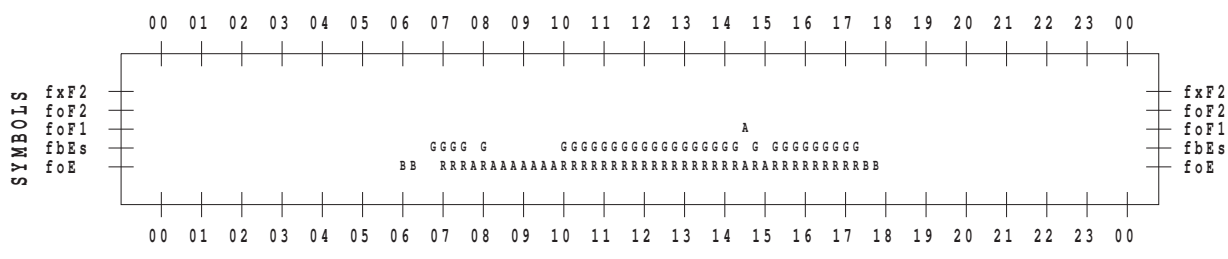 00 01 02 03 04 05 06 07 08 09 10 11 12 13 14 15 16 17 18 19 20 21 22 23 00
SYMBOLS
fxF2 fxF2
foF2 foF2
foF1 A foF1
fbEs GGGG G GGGGGGGGGGGGGGGGGG G GGGGGGGGG fbEs
foE BB RRRARAAAAAAARRRRRRRRRRRRRRRRRRARARRRRRRRRRBB foE
00 01 02 03 04 05 06 07 08 09 10 11 12 13 14 15 16 17 18 19 20 21 22 23 00